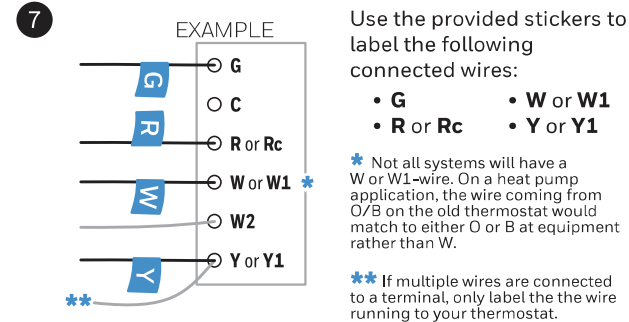 7
EXAMPLE
G
G
C
R
R or Rc
W or W1 *
W
W2
Y or Y1
Y
**
Use the provided stickers to
label the following
connected wires:
• G
• W or W1
• R or Rc
• Y or Y1
* Not all systems will have a
W or W1-wire. On a heat pump
application, the wire coming from
O/B on the old thermostat would
match to either O or B at equipment
rather than W.
** If multiple wires are connected
to a terminal, only label the the wire
running to your thermostat.